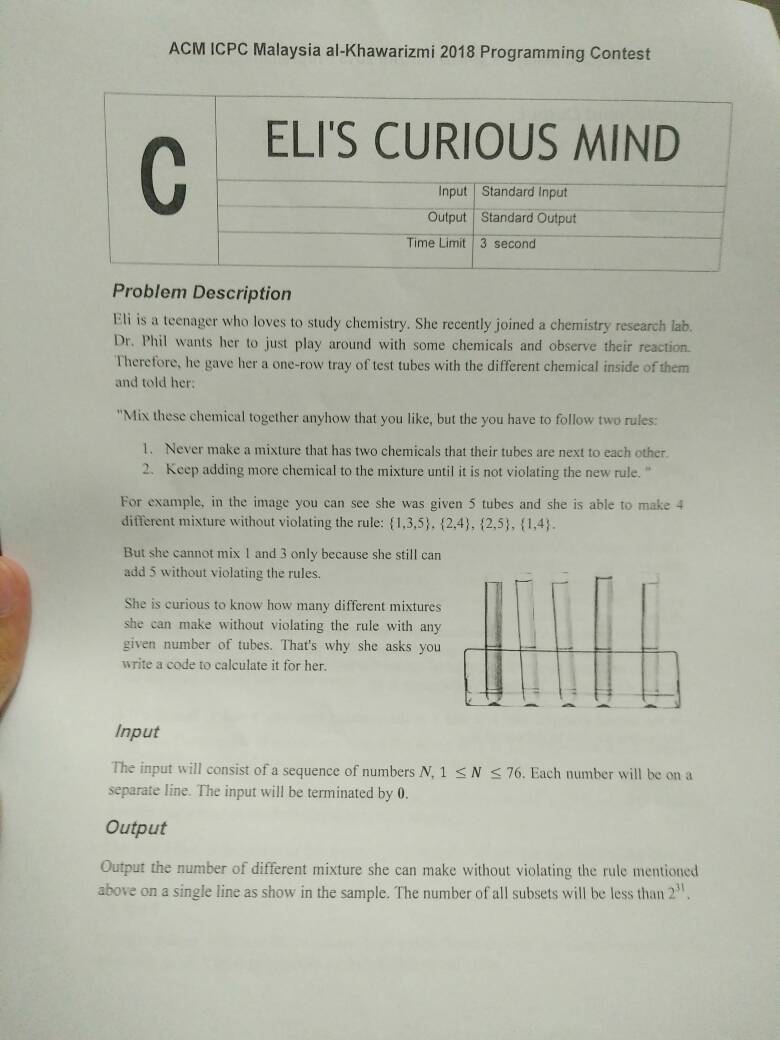 ACM ICPC Malaysia al-Khawarizmi 2018 Programming Contest
C
ELI'S CURIOUS MIND
Input Standard Input
Output Standard Output
Time Limit 3 second
Problem Description
Eli is a teenager who loves to study chemistry. She recently joined a chemistry research lab.
Dr. Phil wants her to just play around with some chemicals and observe their reaction.
Therefore, he gave her a one-row tray of test tubes with the different chemical inside of them
and told her:
"Mix these chemical together anyhow that you like, but the you have to follow two rules:
1. Never make a mixture that has two chemicals that their tubes are next to each other.
2. Keep adding more chemical to the mixture until it is not violating the new rule. "
For example, in the image you can see she was given 5 tubes and she is able to make 4
different mixture without violating the rule: {1,3,5}, {2,4}, {2,5}, {1,4}.
But she cannot mix 1 and 3 only because she still can
add 5 without violating the rules.
She is curious to know how many different mixtures
she can make without violating the rule with any
given number of tubes. That's why she asks you
write a code to calculate it for her.
Input
The input will consist of a sequence of numbers N, 1 ≤ N ≤ 76. Each number will be on a
separate line. The input will be terminated by 0.
Output
Output the number of different mixture she can make without violating the rule mentioned
above on a single line as show in the sample. The number of all subsets will be less than 2³¹.